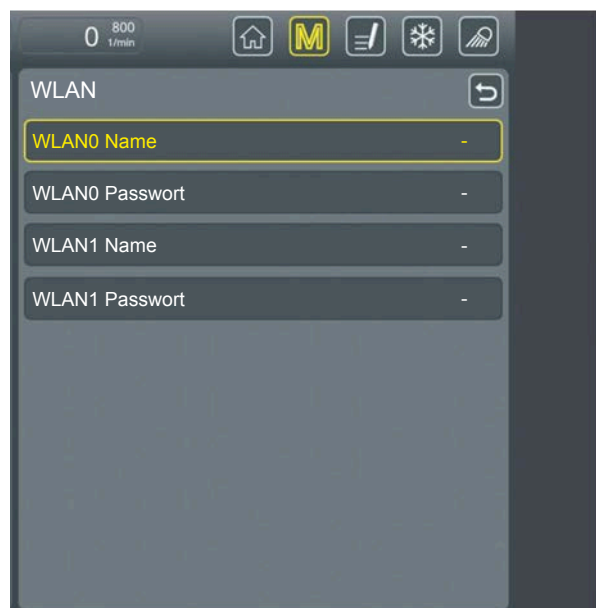 0 800 1/min
M
WLAN
WLAN0 Name -
WLAN0 Passwort -
WLAN1 Name -
WLAN1 Passwort -